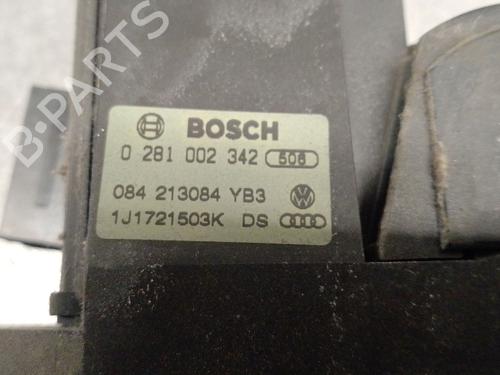 BOSCH
0 281 002 342 508
084 213084 YB3
1J1721503K DS
B-PARTS